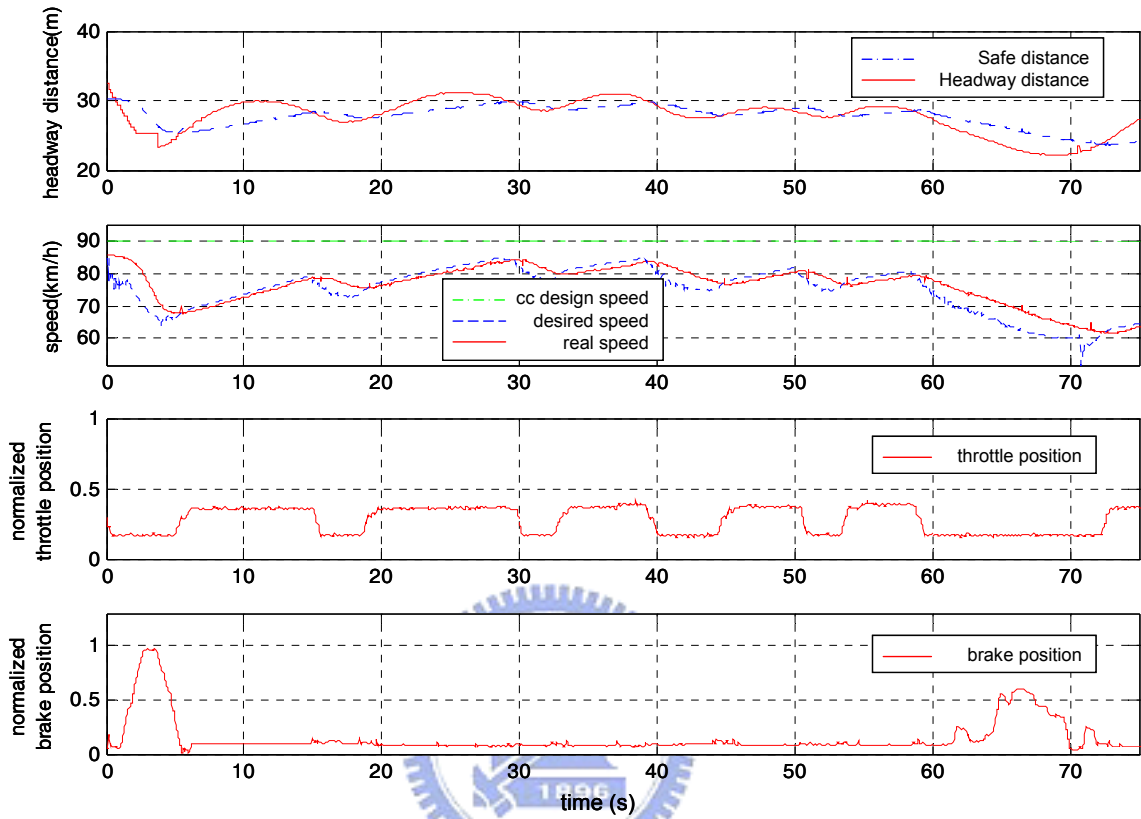 headway distance(m)
40
30
20
Safe distance
Headway distance
0 10 20 30 40 50 60 70
speed(km/h)
90
80
70
60
cc design speed
desired speed
real speed
0 10 20 30 40 50 60 70
normalized
throttle position
1
0.5
0
throttle position
0 10 20 30 40 50 60 70
normalized
brake position
1
0.5
0
brake position
0 10 20 30 40 50 60 70
1896
time (s)